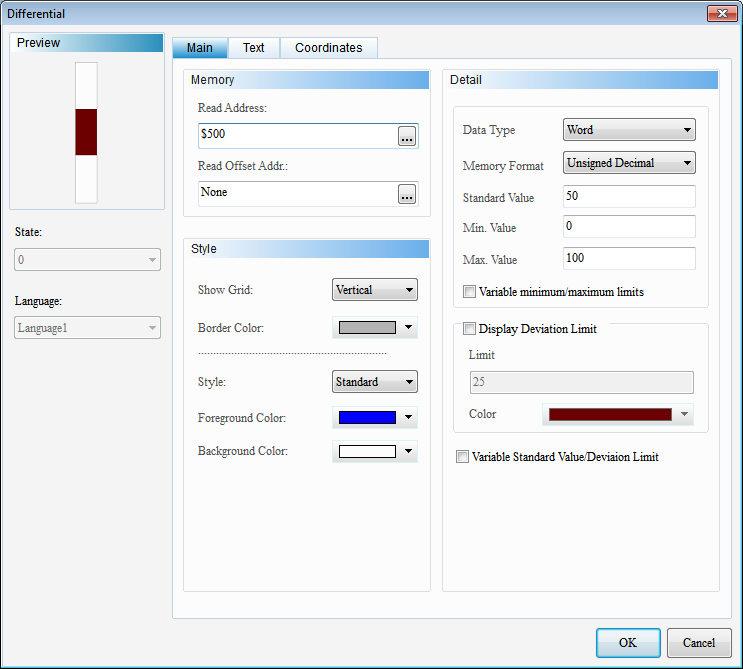 Differential
Preview
State:
0
Language:
Language1
Main Text Coordinates
Memory
Read Address:
$500
...
Read Offset Addr.:
None
...
Style
Show Grid: Vertical
Border Color:
Style: Standard
Foreground Color:
Background Color:
Detail
Data Type Word
Memory Format Unsigned Decimal
Standard Value 50
Min. Value 0
Max. Value 100
Variable minimum/maximum limits
Display Deviation Limit
Limit
25
Color
Variable Standard Value/Deviaion Limit
OK Cancel